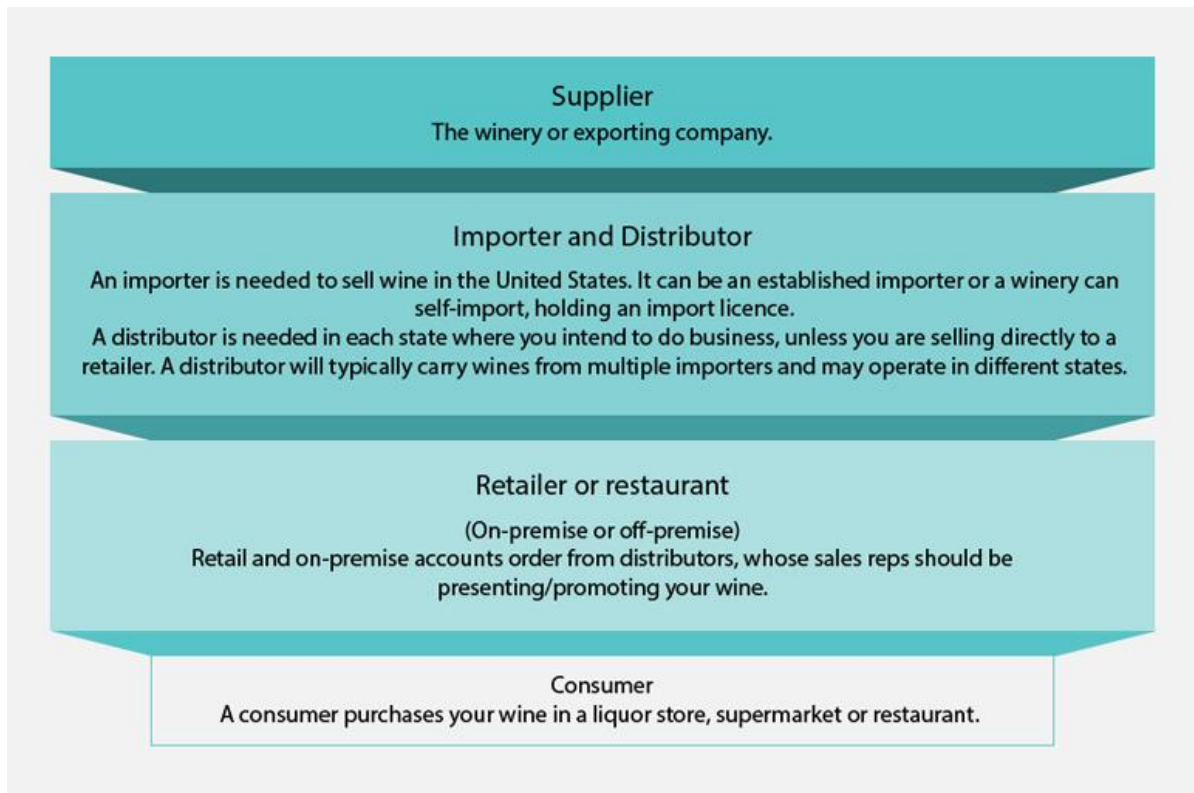 Supplier
The winery or exporting company.
Importer and Distributor
An importer is needed to sell wine in the United States. It can be an established importer or a winery can
self-import, holding an import licence.
A distributor is needed in each state where you intend to do business, unless you are selling directly to a
retailer. A distributor will typically carry wines from multiple importers and may operate in different states.
Retailer or restaurant
(On-premise or off-premise)
Retail and on-premise accounts order from distributors, whose sales reps should be
presenting/promoting your wine.
Consumer
A consumer purchases your wine in a liquor store, supermarket or restaurant.